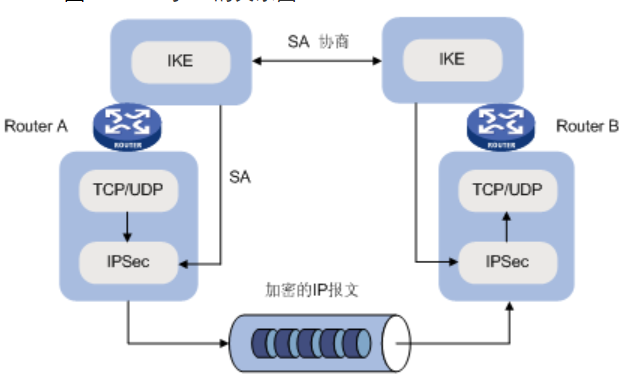 IKE
SA 协商
IKE
Router A
ROUTER
ROUTER
Router B
TCP/UDP
SA
TCP/UDP
IPSec
IPSec
加密的IP报文